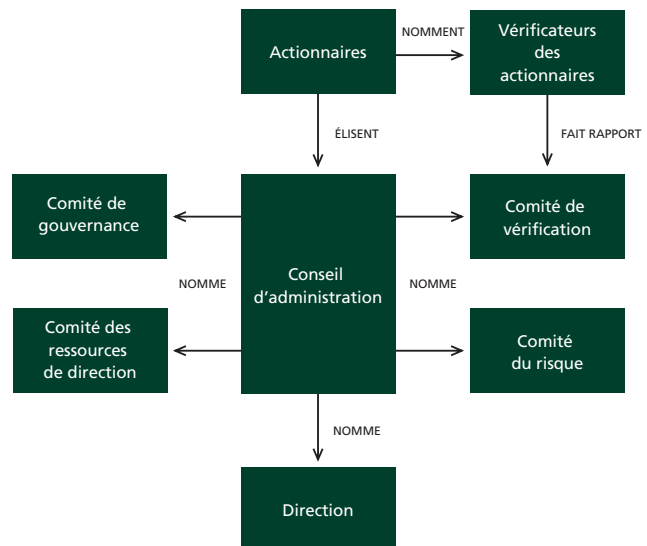 Actionnaires
NOMMENT
Vérificateurs
des
actionnaires
ÉLISENT
FAIT RAPPORT
Comité de
gouvernance
Conseil
d’administration
Comité de
vérification
NOMME
NOMME
Comité des
ressources
de direction
Comité
du risque
NOMME
Direction